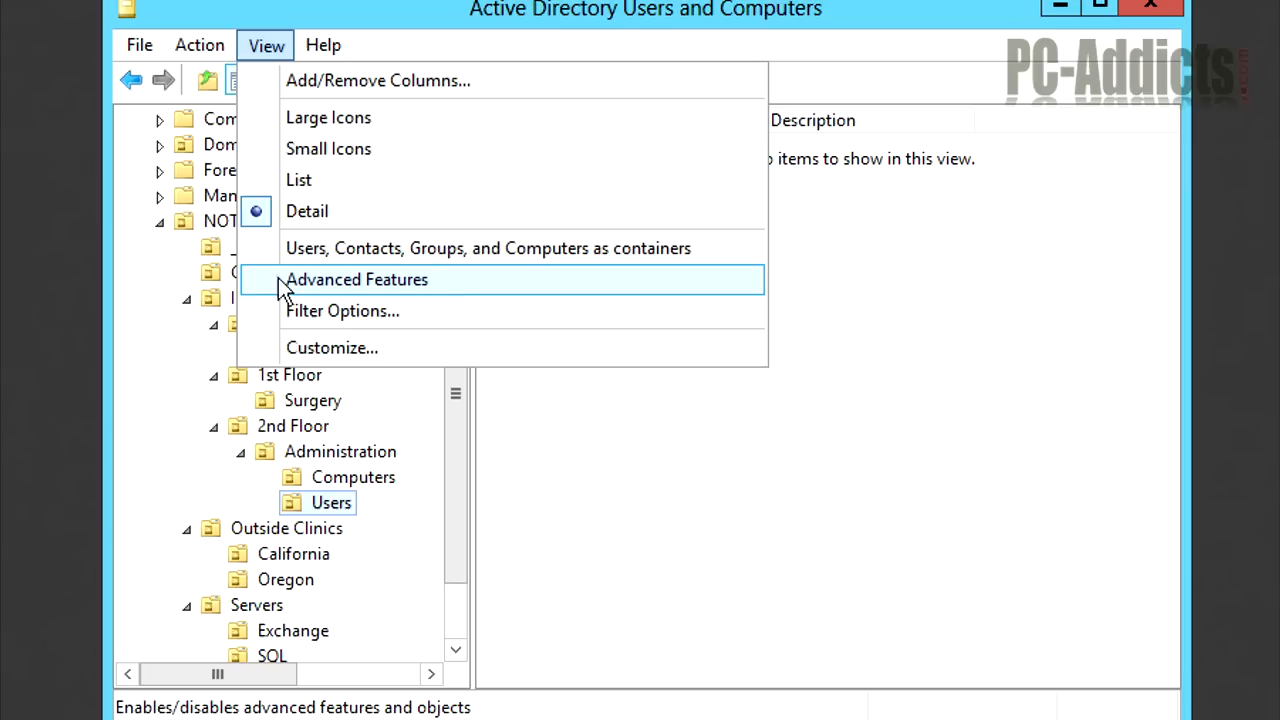 Active Directory Users and Computers
PC-Addicts.com
File Action View Help
Add/Remove Columns...
Large Icons
Small Icons
List
Detail
Users, Contacts, Groups, and Computers as containers
Advanced Features
Filter Options...
Customize...
Description
items to show in this view.
Com
Dom
Fore
Man
NOT
1st Floor
Surgery
2nd Floor
Administration
Computers
Users
Outside Clinics
California
Oregon
Servers
Exchange
SQL
Enables/disables advanced features and objects